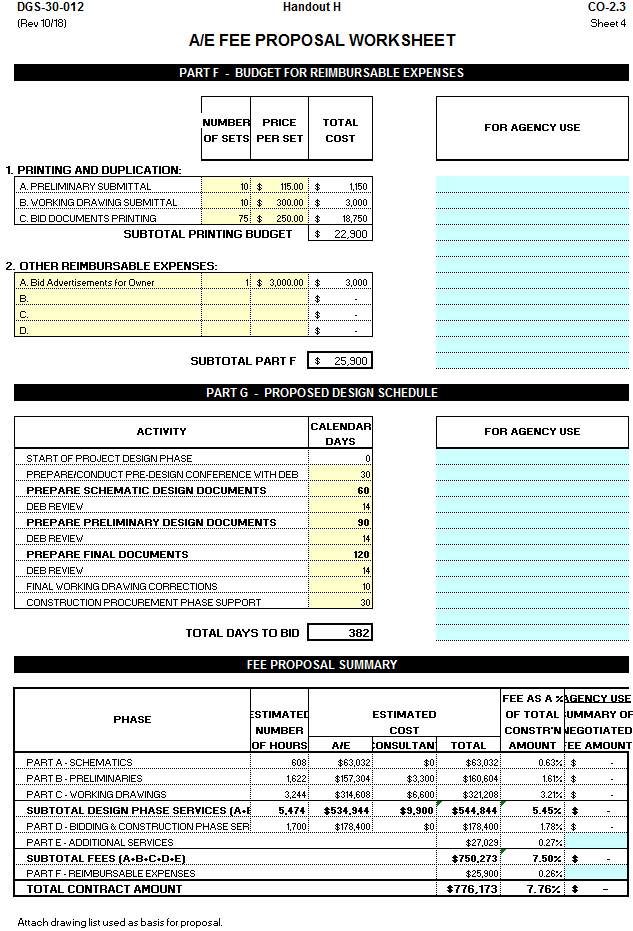 DGS-30-012 Handout H CO-2.3
(Rev 10/18) Sheet 4
A/E FEE PROPOSAL WORKSHEET
PART F - BUDGET FOR REIMBURSABLE EXPENSES
NUMBER OF SETS PRICE PER SET TOTAL COST FOR AGENCY USE
1. PRINTING AND DUPLICATION:
A. PRELIMINARY SUBMITTAL 10 $ 115.00 $ 1,150
B. WORKING DRAWING SUBMITTAL 10 $ 300.00 $ 3,000
C. BID DOCUMENTS PRINTING 75 $ 250.00 $ 18,750
SUBTOTAL PRINTING BUDGET $ 22,900
2. OTHER REIMBURSABLE EXPENSES:
A. Bid Advertisements for Owner 1 $ 3,000.00 $ 3,000
B. $ -
C. $ -
D. $ -
SUBTOTAL PART F $ 25,900
PART G - PROPOSED DESIGN SCHEDULE
ACTIVITY CALENDAR DAYS FOR AGENCY USE
START OF PROJECT DESIGN PHASE 0
PREPARE/CONDUCT PRE-DESIGN CONFERENCE WITH DEB 30
PREPARE SCHEMATIC DESIGN DOCUMENTS 60
DEB REVIEW 14
PREPARE PRELIMINARY DESIGN DOCUMENTS 90
DEB REVIEW 14
PREPARE FINAL DOCUMENTS 120
DEB REVIEW 14
FINAL WORKING DRAWING CORRECTIONS 10
CONSTRUCTION PROCUREMENT PHASE SUPPORT 30
TOTAL DAYS TO BID 382
FEE PROPOSAL SUMMARY
FEE AS A % AGENCY USE
ESTIMATED ESTIMATED OF TOTAL SUMMARY OF
PHASE NUMBER COST CONSTR'N NEGOTIATED
OF HOURS A/E CONSULTAN TOTAL AMOUNT FEE AMOUNT
PART A - SCHEMATICS 608 $63,032 $0 $63,032 0.63% $ -
PART B - PRELIMINARIES 1,622 $157,304 $3,300 $160,604 1.61% $ -
PART C - WORKING DRAWINGS 3,244 $314,608 $6,600 $321,208 3.21% $ -
SUBTOTAL DESIGN PHASE SERVICES (A+B 5,474 $534,944 $9,900 $544,844 5.45% $ -
PART D - BIDDING & CONSTRUCTION PHASE SER 1,700 $178,400 $0 $178,400 1.78% $ -
PART E - ADDITIONAL SERVICES $27,029 0.27%
SUBTOTAL FEES (A+B+C+D+E) $750,273 7.50% $ -
PART F - REIMBURSABLE EXPENSES $25,900 0.26%
TOTAL CONTRACT AMOUNT $776,173 7.76% $ -
Attach drawing list used as basis for proposal.